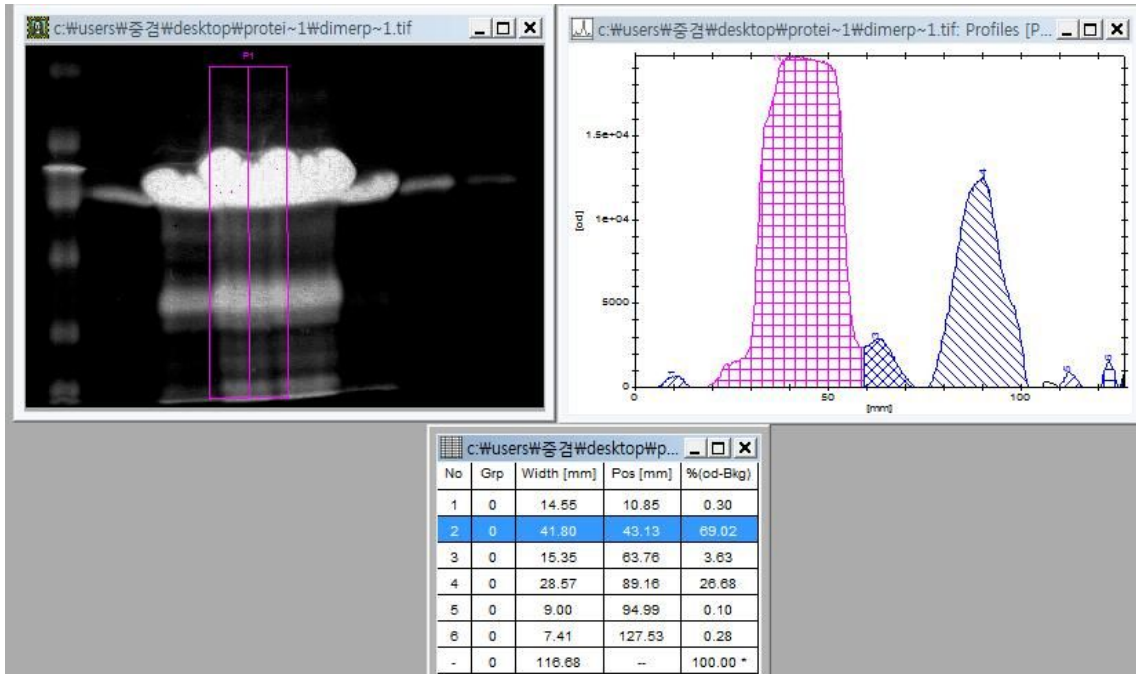 c:₩users₩중겸₩desktop₩protei~1₩dimerp~1.tif
P1
c:₩users₩중겸₩desktop₩protei~1₩dimerp~1.tif: Profiles [P...
[od]
1.5e+04
1e+04
5000
0
0 50 100
[mm]
1
3
4
c:₩users₩중겸₩desktop₩p...
No Grp Width [mm] Pos [mm] %(od-Bkg)
1 0 14.55 10.85 0.30
2 0 41.80 43.13 69.02
3 0 15.35 63.76 3.63
4 0 28.57 89.16 26.68
5 0 9.00 94.99 0.10
6 0 7.41 127.53 0.28
- 0 116.68 -- 100.00 *